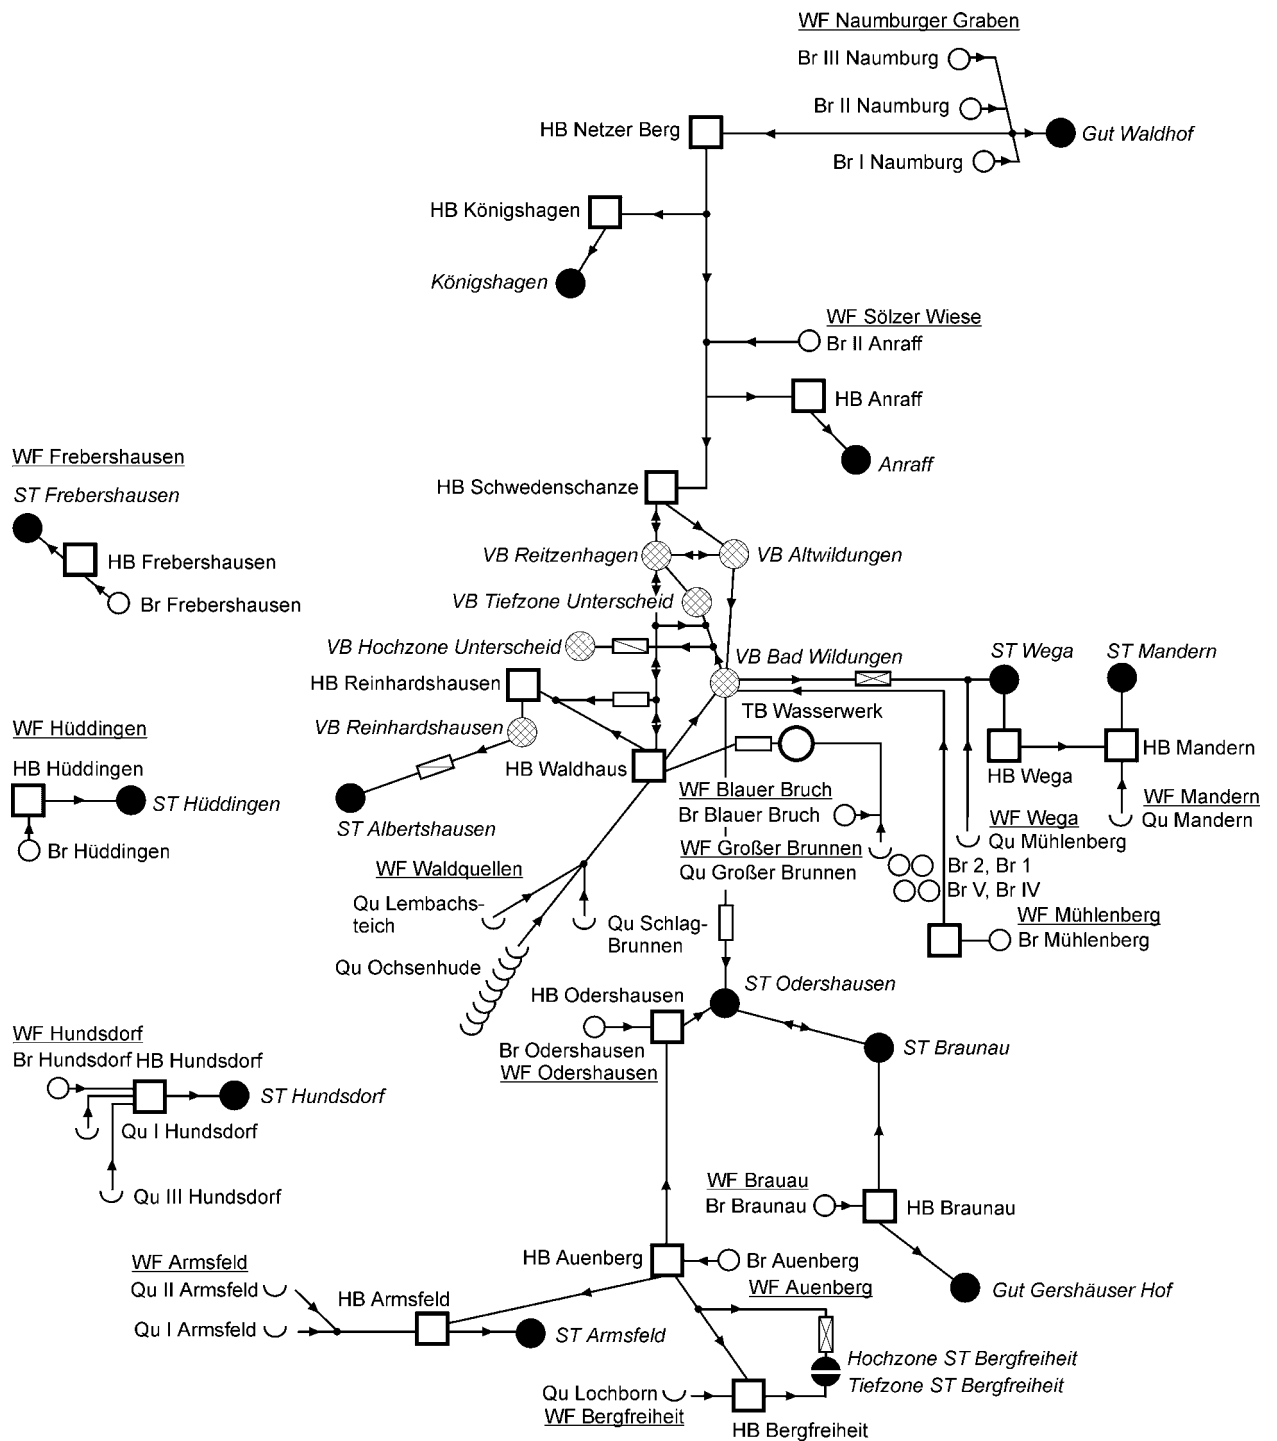 WF Naumburger Graben
Br III Naumburg
Br II Naumburg
HB Netzer Berg
Gut Waldhof
Br I Naumburg
HB Königshagen
Königshagen
WF Sölzer Wiese
Br II Anraff
HB Anraff
Anraff
WF Frebershausen
ST Frebershausen
HB Frebershausen
Br Frebershausen
HB Schwedenschanze
VB Reitzenhagen
VB Altwildungen
VB Tiefzone Unterscheid
VB Hochzone Unterscheid
VB Bad Wildungen
ST Wega
ST Mandern
HB Reinhardshausen
VB Reinhardshausen
TB Wasserwerk
HB Waldhaus
HB Wega
HB Mandern
WF Hüddingen
HB Hüddingen
ST Hüddingen
Br Hüddingen
ST Albertshausen
WF Blauer Bruch
Br Blauer Bruch
WF Großer Brunnen
Qu Großer Brunnen
WF Wega
Qu Mühlenberg
WF Mandern
Qu Mandern
Br 2, Br 1
Br V, Br IV
WF Mühlenberg
Br Mühlenberg
WF Waldquellen
Qu Lembachs-
teich
Qu Schlag-
Brunnen
Qu Ochsenhude
ST Odershausen
HB Odershausen
Br Odershausen
WF Odershausen
ST Braunau
WF Hundsdorf
Br Hundsdorf
HB Hundsdorf
ST Hundsdorf
Qu I Hundsdorf
Qu III Hundsdorf
WF Brauau
Br Braunau
HB Braunau
Gut Gershäuser Hof
HB Auenberg
Br Auenberg
WF Auenberg
WF Armsfeld
Qu II Armsfeld
HB Armsfeld
Qu I Armsfeld
ST Armsfeld
Hochzone ST Bergfreiheit
Tiefzone ST Bergfreiheit
Qu Lochborn
WF Bergfreiheit
HB Bergfreiheit